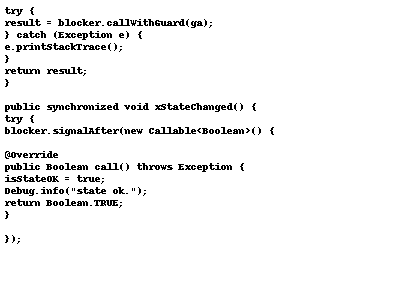 try {
result = blocker.callWithGuard(ga);
} catch (Exception e) {
e.printStackTrace();
}
return result;
}

public synchronized void xStateChanged() {
try {
blocker.signalAfter(new Callable<Boolean>() {

@Override
public Boolean call() throws Exception {
isStateOK = true;
Debug.info("state ok.");
return Boolean.TRUE;
}

});